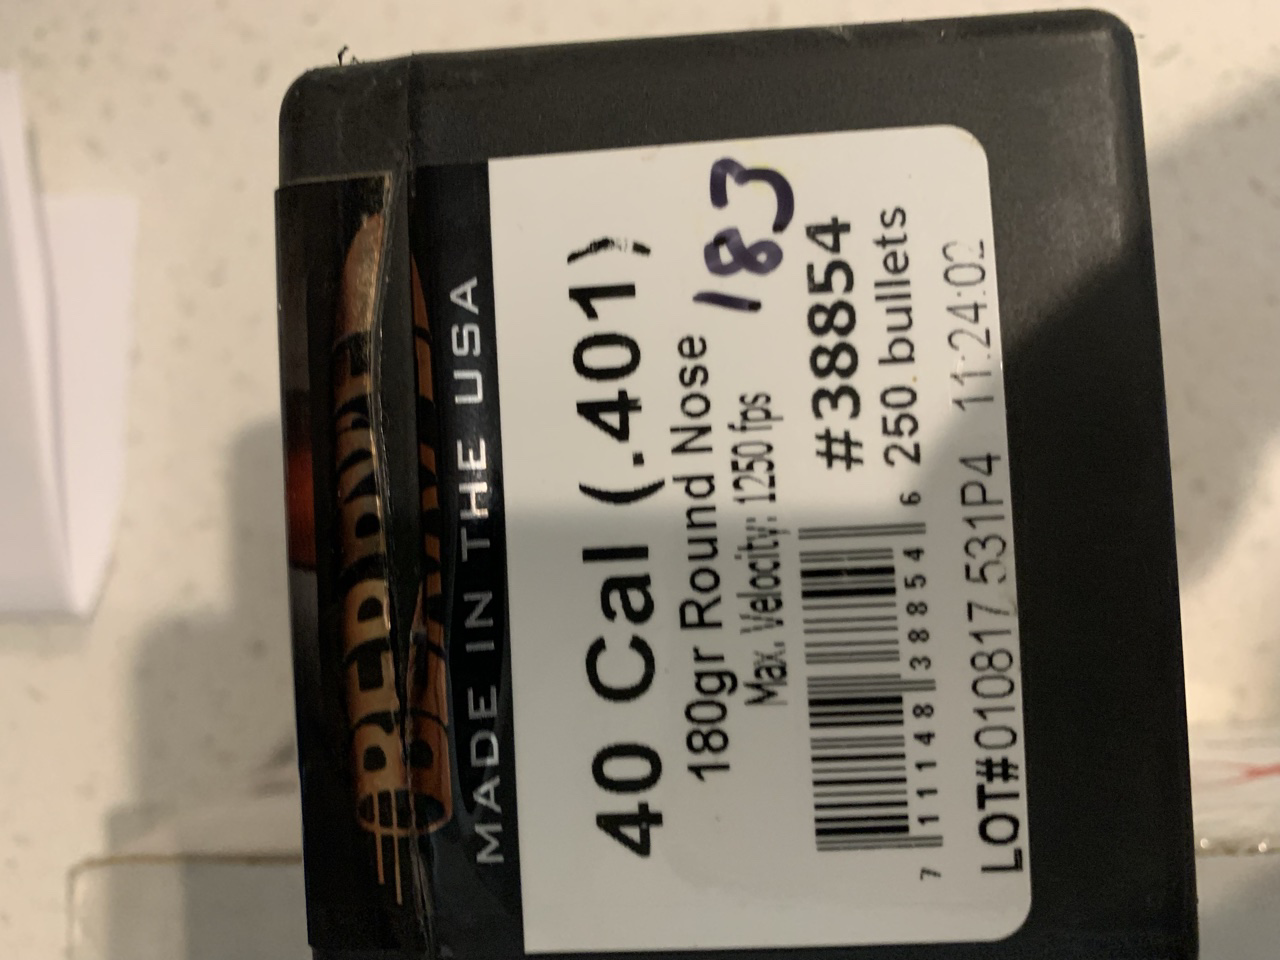 MADE IN THE USA
40 Cal (.401)
180gr Round Nose
183
Max. Velocity: 1250 fps
#38854
250 bullets
7 11148 38854 6
LOT#010817 531P4 11:24:02